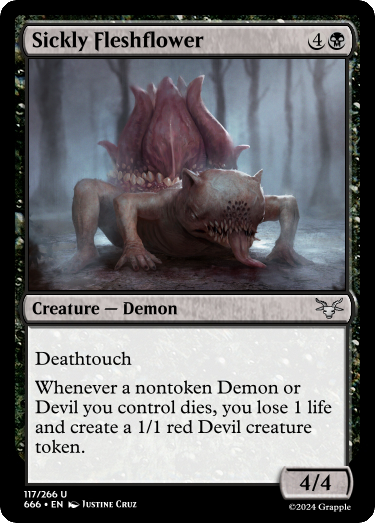 Sickly Fleshflower 4
Creature — Demon
Deathtouch
Whenever a nontoken Demon or
Devil you control dies, you lose 1 life
and create a 1/1 red Devil creature
token.
4/4
117/266 U
666 • EN Justine Cruz
©2024 Grapple